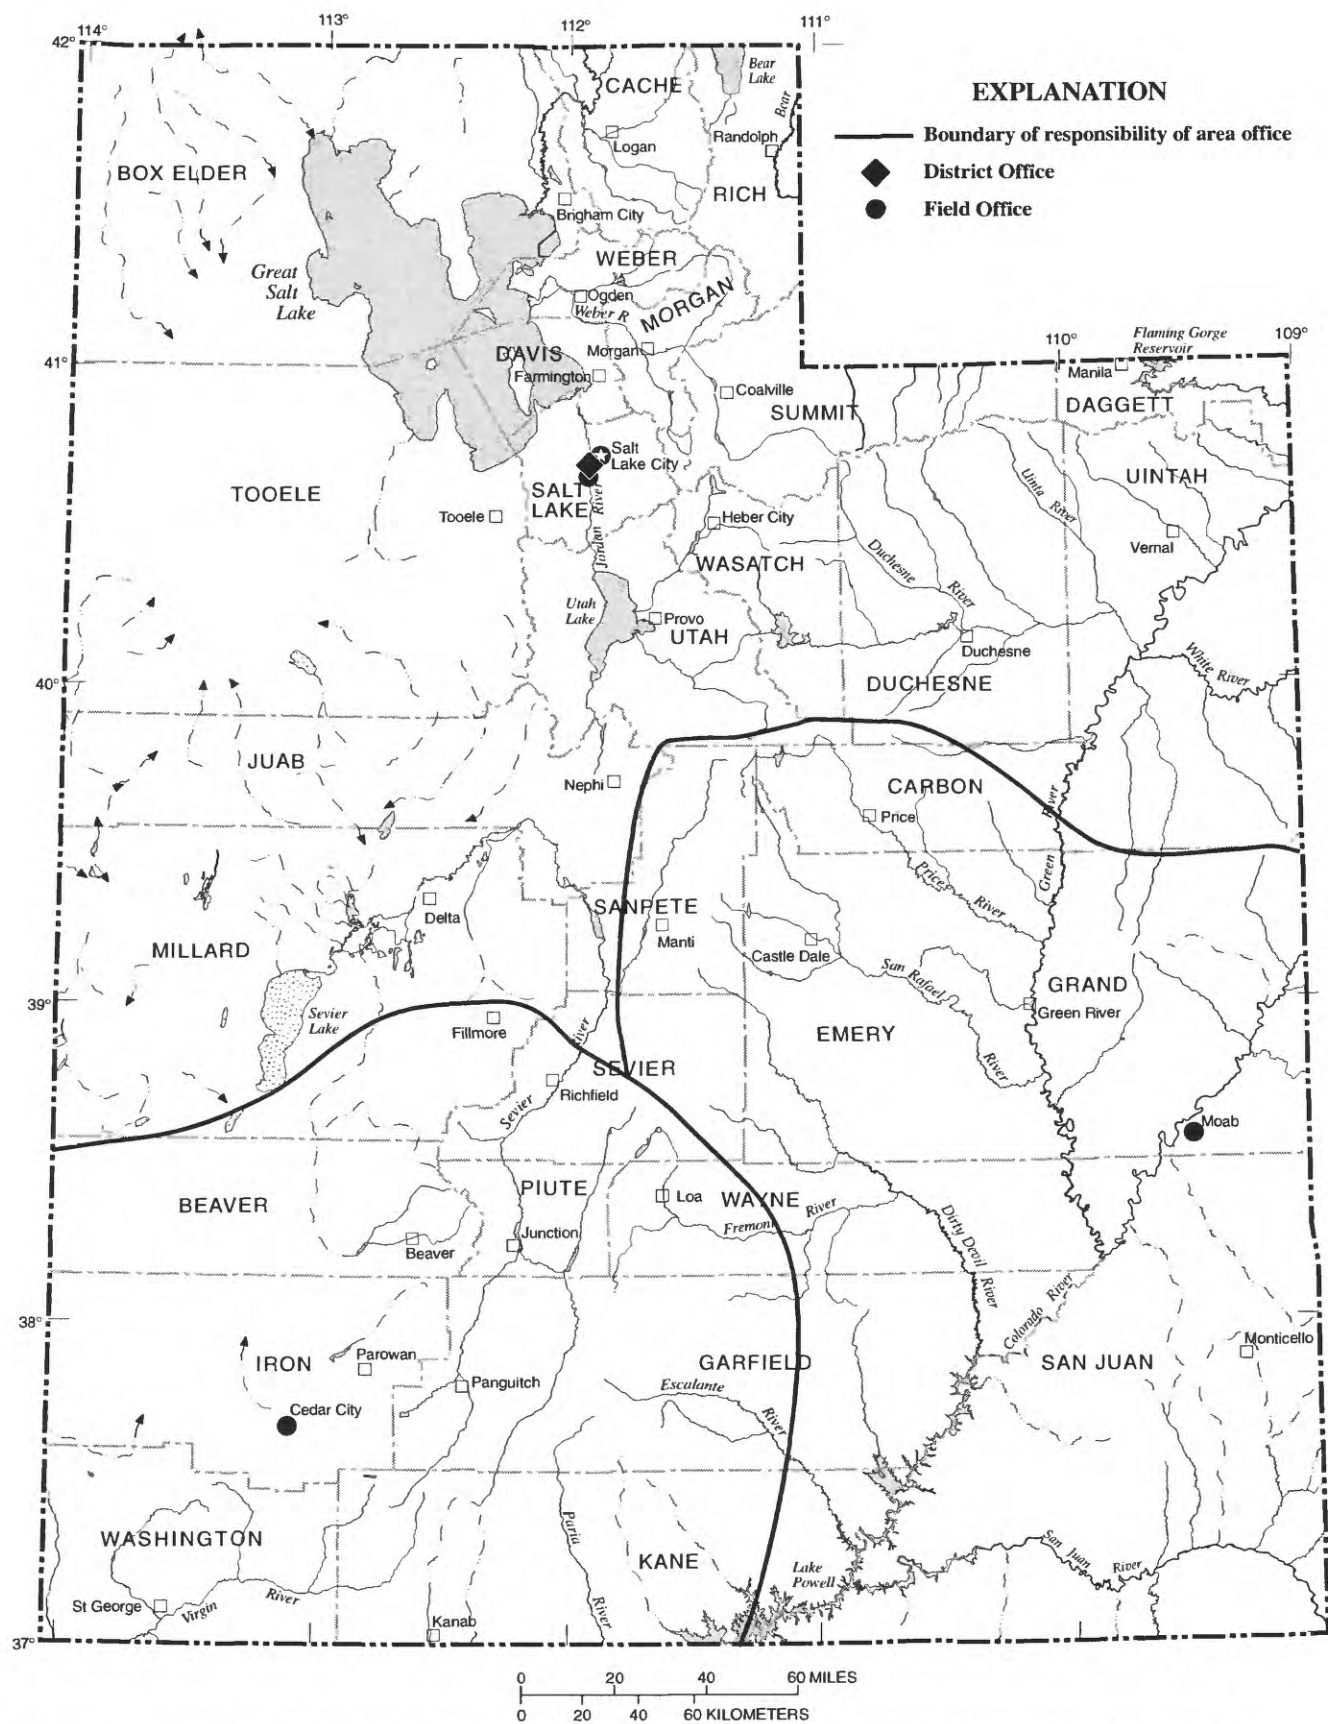 114°
113°
112°
111°
42°
Bear
Lake
CACHE
Bear
EXPLANATION
Boundary of responsibility of area office
District Office
Field Office
Logan
Randolph
BOX ELDER
RICH
Brigham City
WEBER
Great
Salt
Lake
Ogden
Weber R
MORGAN
110°
Flaming Gorge
Reservoir
109°
41°
DAVIS
Morgan
Manila
Farmington
Coalville
DAGGETT
SUMMIT
Salt
Lake City
UINTAH
Uinta River
TOOELE
SALT
LAKE
Tooele
Jordan River
Heber City
Vernal
WASATCH
Duchesne
River
Utah
Lake
Provo
UTAH
Duchesne
White River
40°
DUCHESNE
JUAB
Nephi
CARBON
Price
Green River
Price
River
SANPETE
Delta
Manti
Castle Dale
MILLARD
San Rafael
River
GRAND
39°
Sevier
Lake
Fillmore
Green River
EMERY
River
SEVIER
Richfield
Sevier
Moab
PIUTE
Loa
WAYNE
BEAVER
Fremont
River
Dirty Devil River
Junction
Beaver
Colorado River
38°
Monticello
IRON
Parowan
GARFIELD
SAN JUAN
Panguitch
Escalante
River
Cedar City
Paria
River
WASHINGTON
San Juan
River
KANE
Lake
Powell
St George
Virgin
River
Kanab
37°
0 20 40 60 MILES
0 20 40 60 KILOMETERS